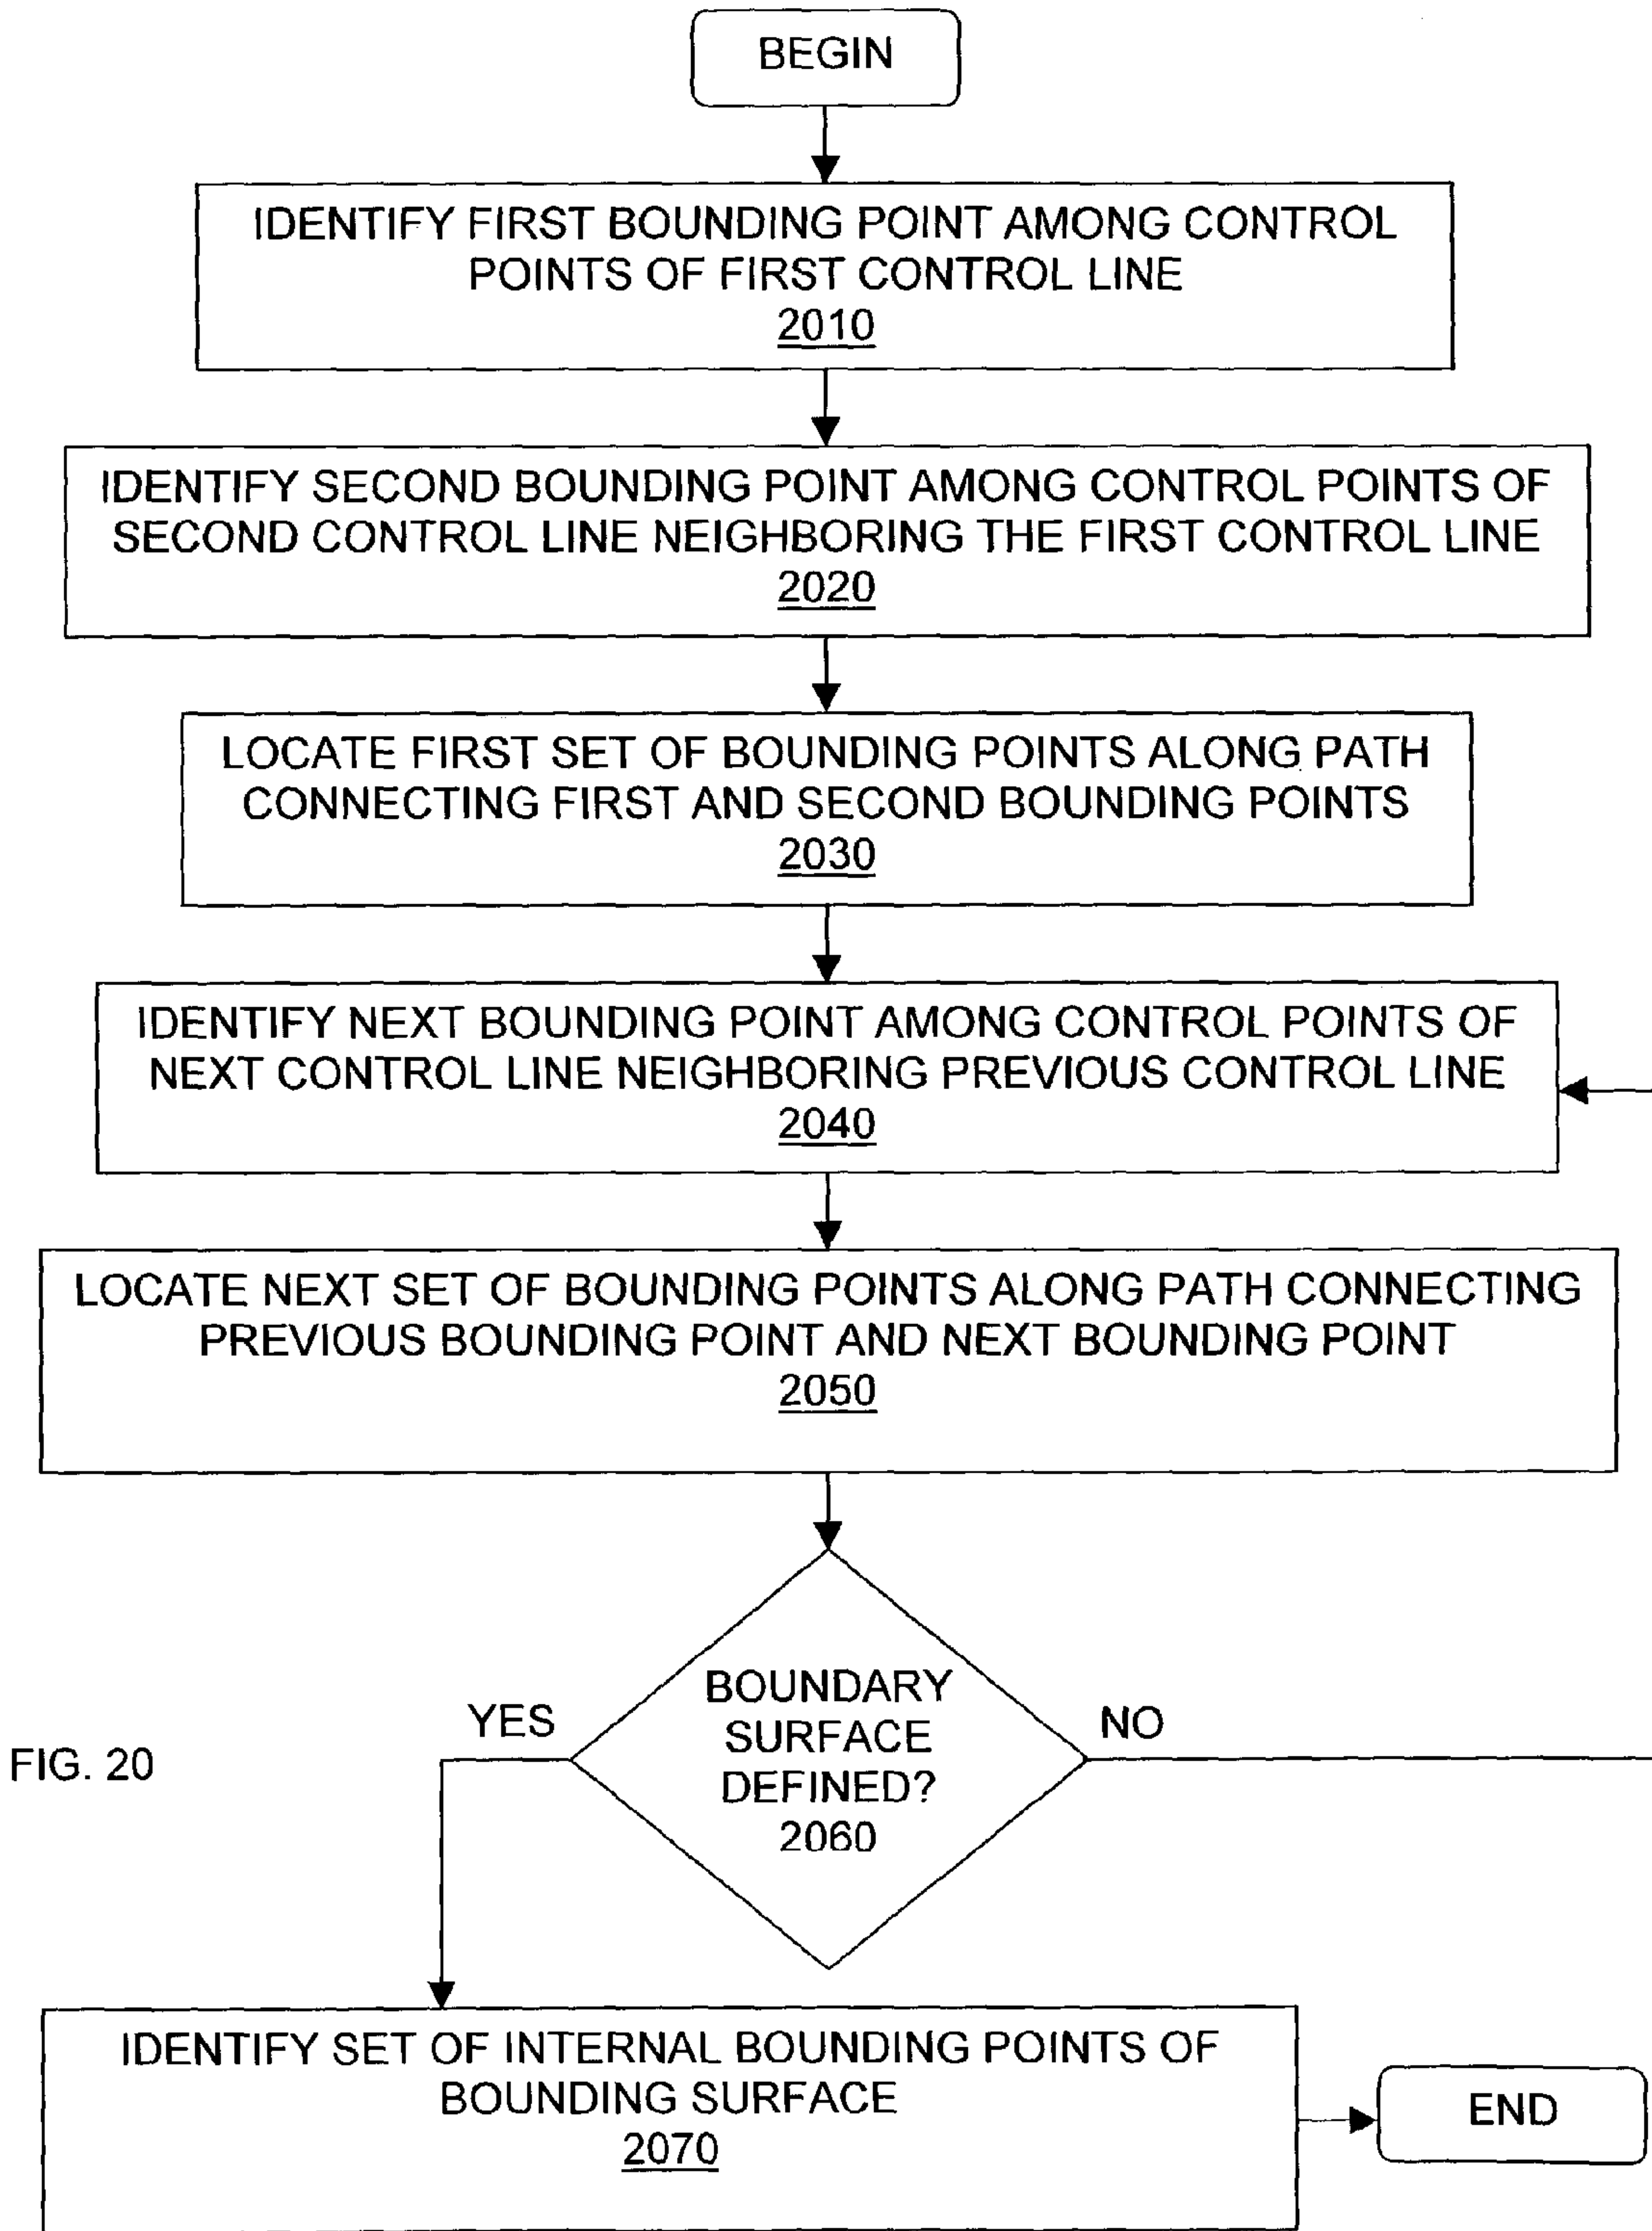 BEGIN
IDENTIFY FIRST BOUNDING POINT AMONG CONTROL
POINTS OF FIRST CONTROL LINE
2010
IDENTIFY SECOND BOUNDING POINT AMONG CONTROL POINTS OF
SECOND CONTROL LINE NEIGHBORING THE FIRST CONTROL LINE
2020
LOCATE FIRST SET OF BOUNDING POINTS ALONG PATH
CONNECTING FIRST AND SECOND BOUNDING POINTS
2030
IDENTIFY NEXT BOUNDING POINT AMONG CONTROL POINTS OF
NEXT CONTROL LINE NEIGHBORING PREVIOUS CONTROL LINE
2040
LOCATE NEXT SET OF BOUNDING POINTS ALONG PATH CONNECTING
PREVIOUS BOUNDING POINT AND NEXT BOUNDING POINT
2050
BOUNDARY
SURFACE
DEFINED?
2060
YES
NO
FIG. 20
IDENTIFY SET OF INTERNAL BOUNDING POINTS OF
BOUNDING SURFACE
2070
END